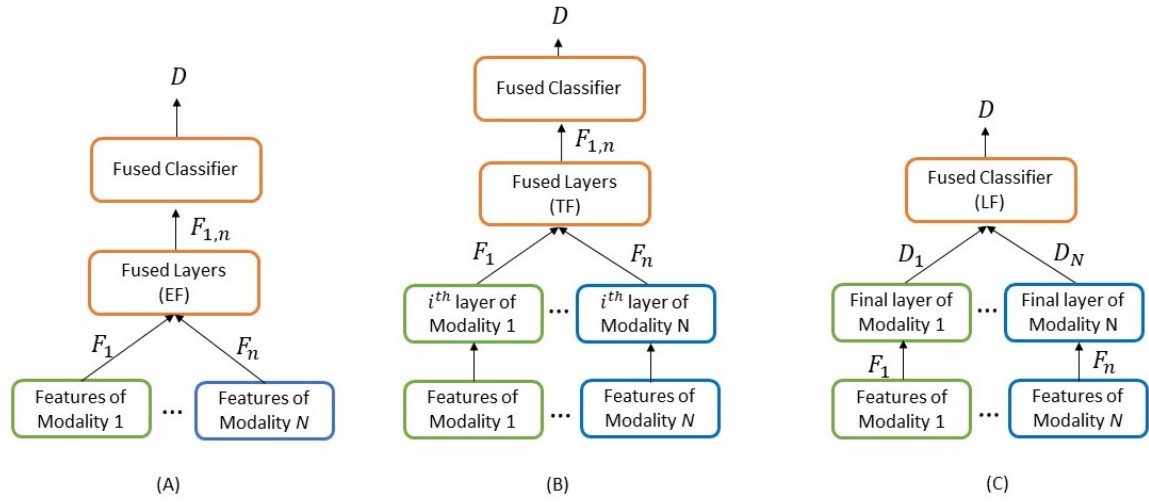 D
Fused Classifier
F1,n
Fused Layers
(EF)
F1
Fn
Features of
Modality 1
...
Features of
Modality N
(A)
D
Fused Classifier
F1,n
Fused Layers
(TF)
F1
Fn
ith layer of
Modality 1
...
ith layer of
Modality N
Features of
Modality 1
...
Features of
Modality N
(B)
D
Fused Classifier
(LF)
D1
DN
Final layer of
Modality 1
...
Final layer of
Modality N
F1
Fn
Features of
Modality 1
...
Features of
Modality N
(C)